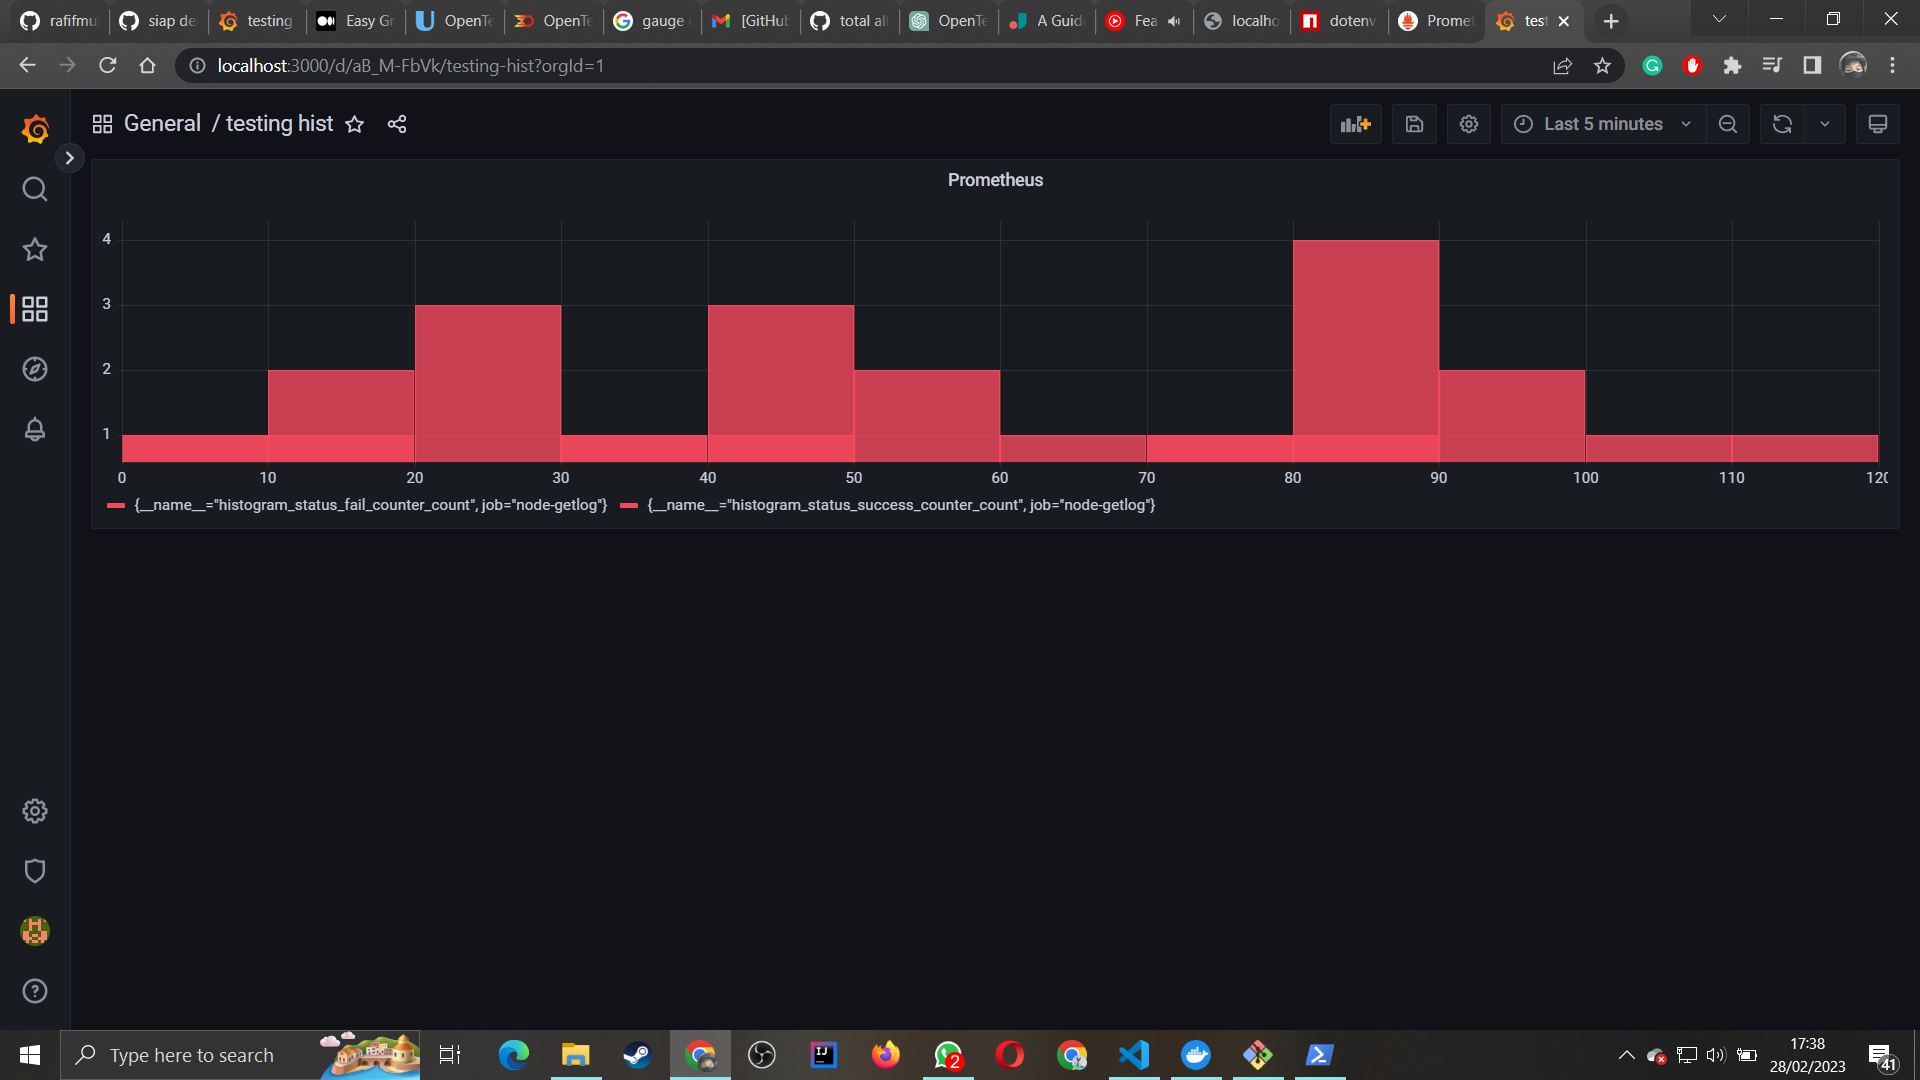 rafifmu
siap de
testing
Easy Gr
OpenTe
OpenTe
gauge
[GitHub
total all
OpenTe
A Guid
Fea
localho
dotenv
Promet
test
localhost:3000/d/aB_M-FbVk/testing-hist?orgId=1
General / testing hist
Last 5 minutes
Prometheus
4
3
2
1
0 10 20 30 40 50 60 70 80 90 100 110 120
{__name__="histogram_status_fail_counter_count", job="node-getlog"} {__name__="histogram_status_success_counter_count", job="node-getlog"}
Type here to search
IJ
2
17:38
28/02/2023
41